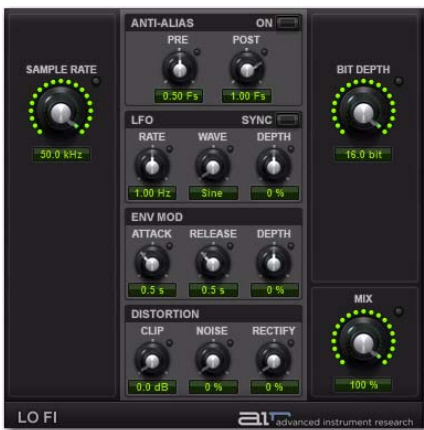 ANTI-ALIAS ON
PRE POST
0.50 Fs 1.00 Fs
SAMPLE RATE
50.0 kHz
LFO SYNC
RATE WAVE DEPTH
1.00 Hz Sine 0 %
ENV MOD
ATTACK RELEASE DEPTH
0.5 s 0.5 s 0 %
DISTORTION
CLIP NOISE RECTIFY
0.0 dB 0 % 0 %
BIT DEPTH
16.0 bit
MIX
100 %
LO FI
aır advanced instrument research